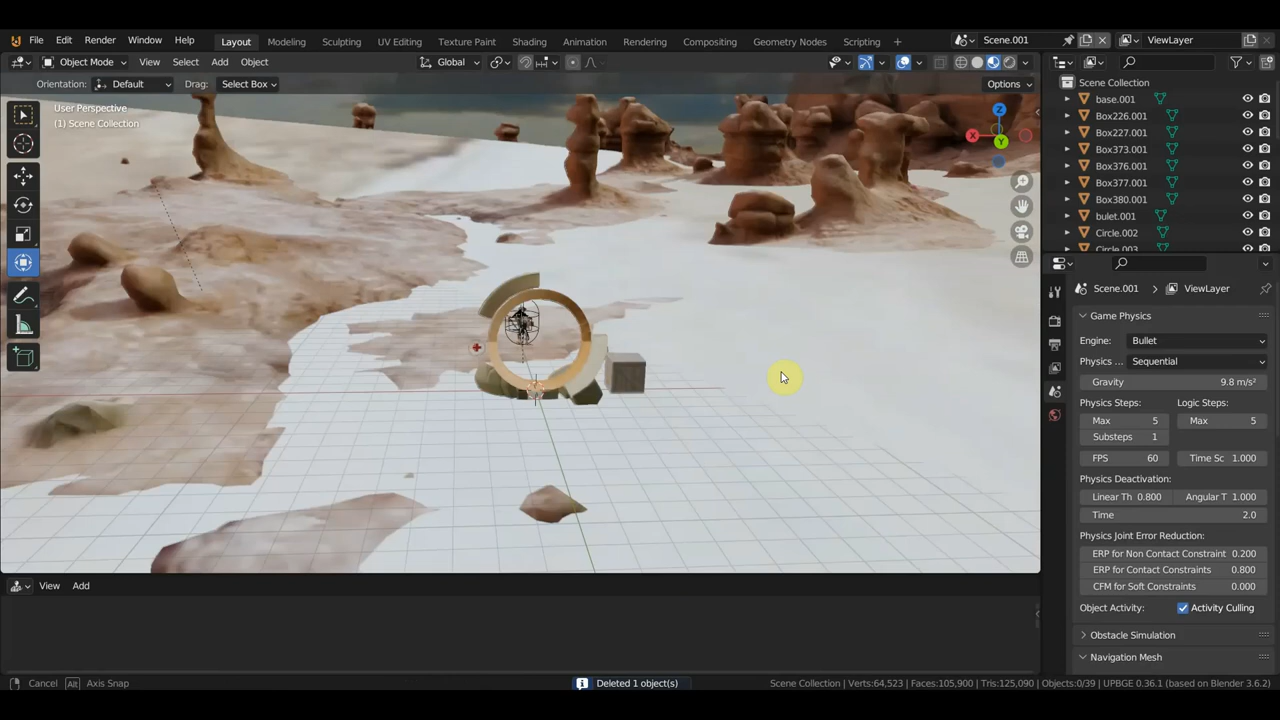 File Edit Render Window Help Layout Modeling Sculpting UV Editing Texture Paint Shading Animation Rendering Compositing Geometry Nodes Scripting + Scene.001 ViewLayer
Object Mode View Select Add Object Global
Orientation: Default Drag: Select Box Options
User Perspective
(1) Scene Collection
Z
X
Y
Scene Collection
base.001
Box226.001
Box227.001
Box373.001
Box376.001
Box377.001
Box380.001
bulet.001
Circle.002
Circle.003
Scene.001 > ViewLayer
Game Physics
Engine: Bullet
Physics ... Sequential
Gravity 9.8 m/s²
Physics Steps: Logic Steps:
Max 5 Max 5
Substeps 1
FPS 60 Time Sc 1.000
Physics Deactivation:
Linear Th 0.800 Angular T 1.000
Time 2.0
Physics Joint Error Reduction:
ERP for Non Contact Constraint 0.200
ERP for Contact Constraints 0.800
CFM for Soft Constraints 0.000
Object Activity: Activity Culling
Obstacle Simulation
Navigation Mesh
View Add
Cancel Alt Axis Snap Deleted 1 object(s) Scene Collection | Verts:64,523 | Faces:105,900 | Tris:125,090 | Objects:0/39 | UPBGE 0.36.1 (based on Blender 3.6.2)